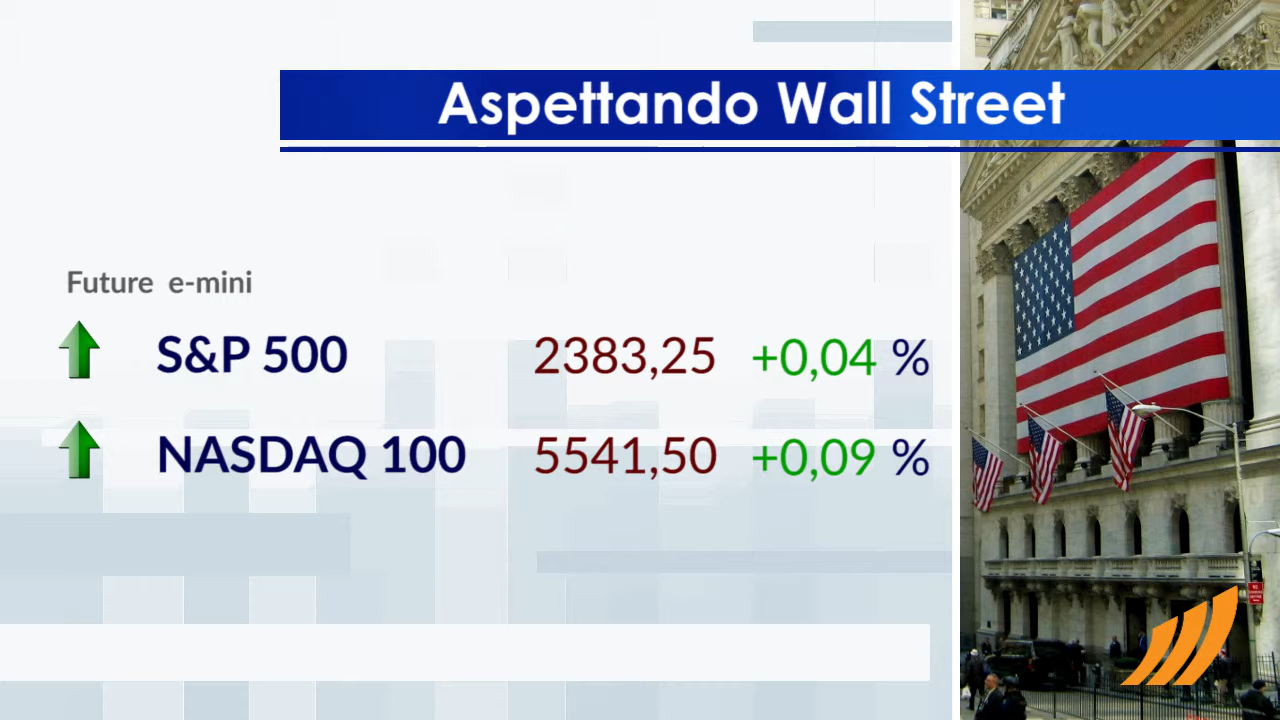 Aspettando Wall Street
Future e-mini
S&P 500 2383,25 +0,04 %
NASDAQ 100 5541,50 +0,09 %